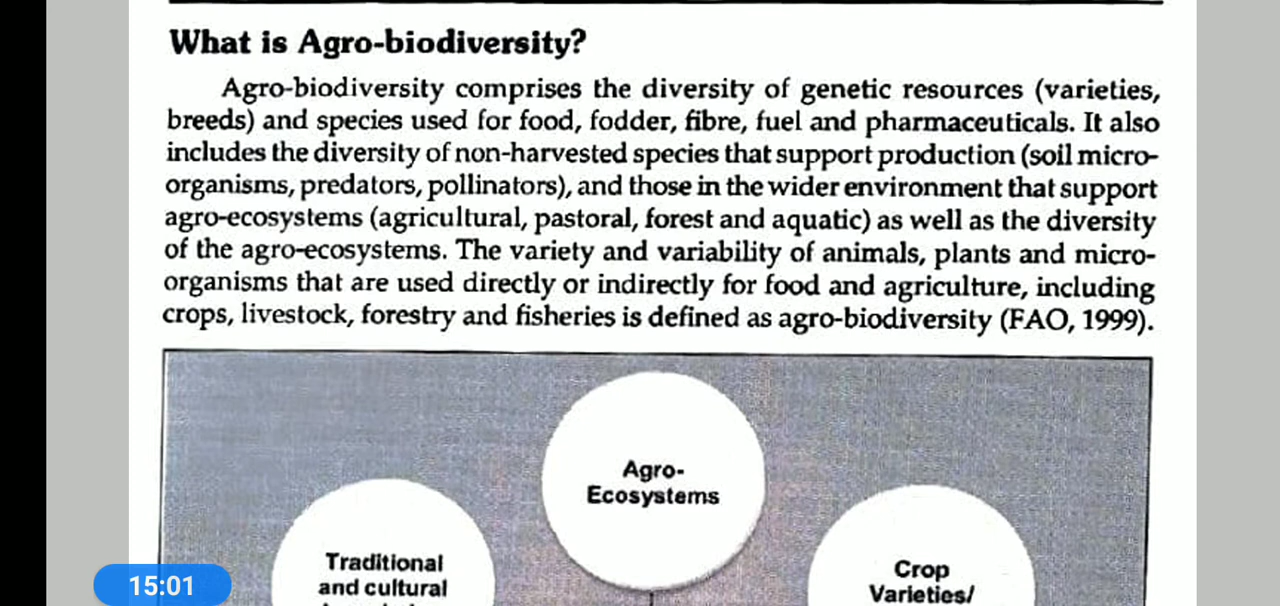 What is Agro-biodiversity?
Agro-biodiversity comprises the diversity of genetic resources (varieties,
breeds) and species used for food, fodder, fibre, fuel and pharmaceuticals. It also
includes the diversity of non-harvested species that support production (soil micro-
organisms, predators, pollinators), and those in the wider environment that support
agro-ecosystems (agricultural, pastoral, forest and aquatic) as well as the diversity
of the agro-ecosystems. The variety and variability of animals, plants and micro-
organisms that are used directly or indirectly for food and agriculture, including
crops, livestock, forestry and fisheries is defined as agro-biodiversity (FAO, 1999).
Agro-
Ecosystems
Traditional
and cultural
Crop
Varieties/
15:01